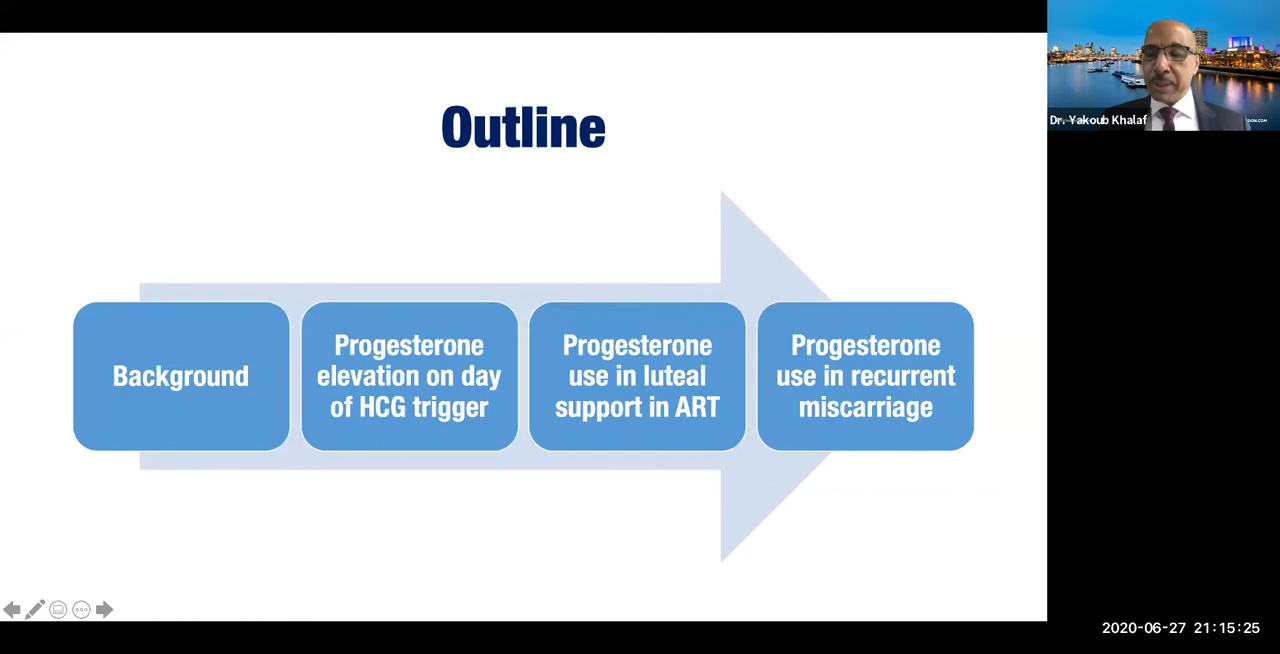 Outline
Background
Progesterone
elevation on day
of HCG trigger
Progesterone
use in luteal
support in ART
Progesterone
use in recurrent
miscarriage
Dr. Yakoub Khalaf
2020-06-27 21:15:25